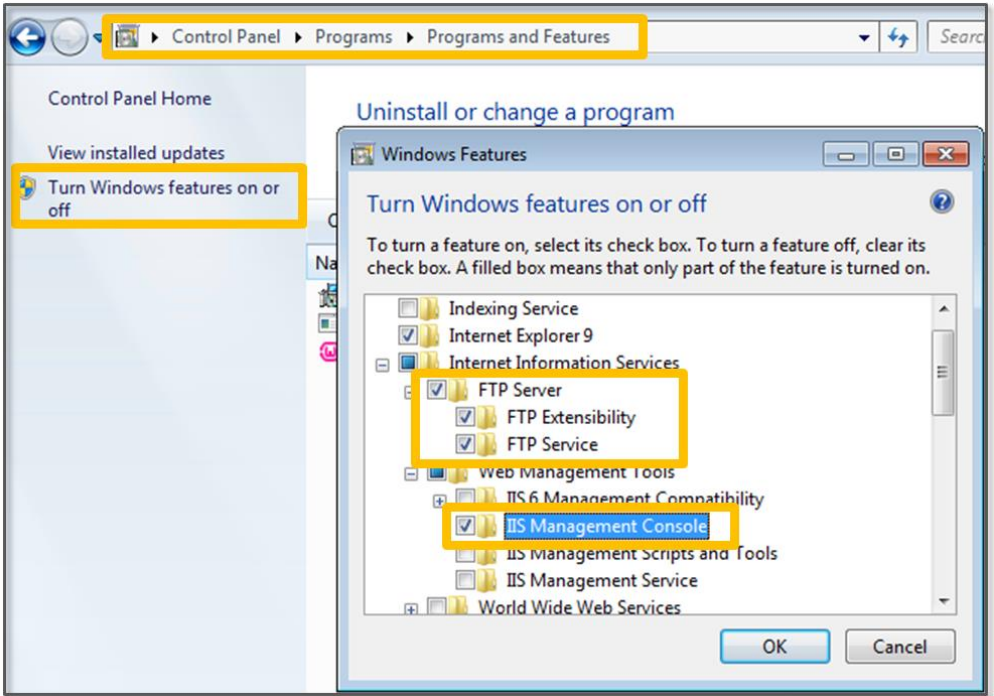 Control Panel Programs Programs and Features
Control Panel Home
View installed updates
Turn Windows features on or
off
Uninstall or change a program
Windows Features
Turn Windows features on or off
To turn a feature on, select its check box. To turn a feature off, clear its
check box. A filled box means that only part of the feature is turned on.
Indexing Service
Internet Explorer 9
Internet Information Services
FTP Server
FTP Extensibility
FTP Service
Web Management Tools
IIS 6 Management Compatibility
IIS Management Console
IIS Management Scripts and Tools
IIS Management Service
World Wide Web Services
OK Cancel